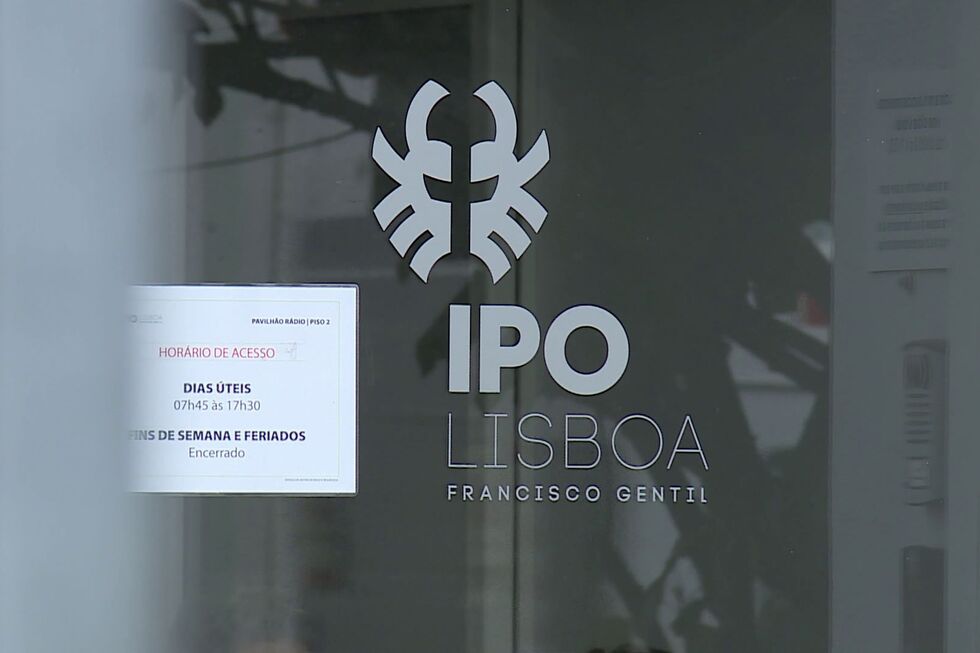 PAVILHÃO RÁDIO | PISO 2
HORÁRIO DE ACESSO
DIAS ÚTEIS
07h45 às 17h30
FINS DE SEMANA E FERIADOS
Encerrado
IPO
LISBOA
FRANCISCO GENTIL